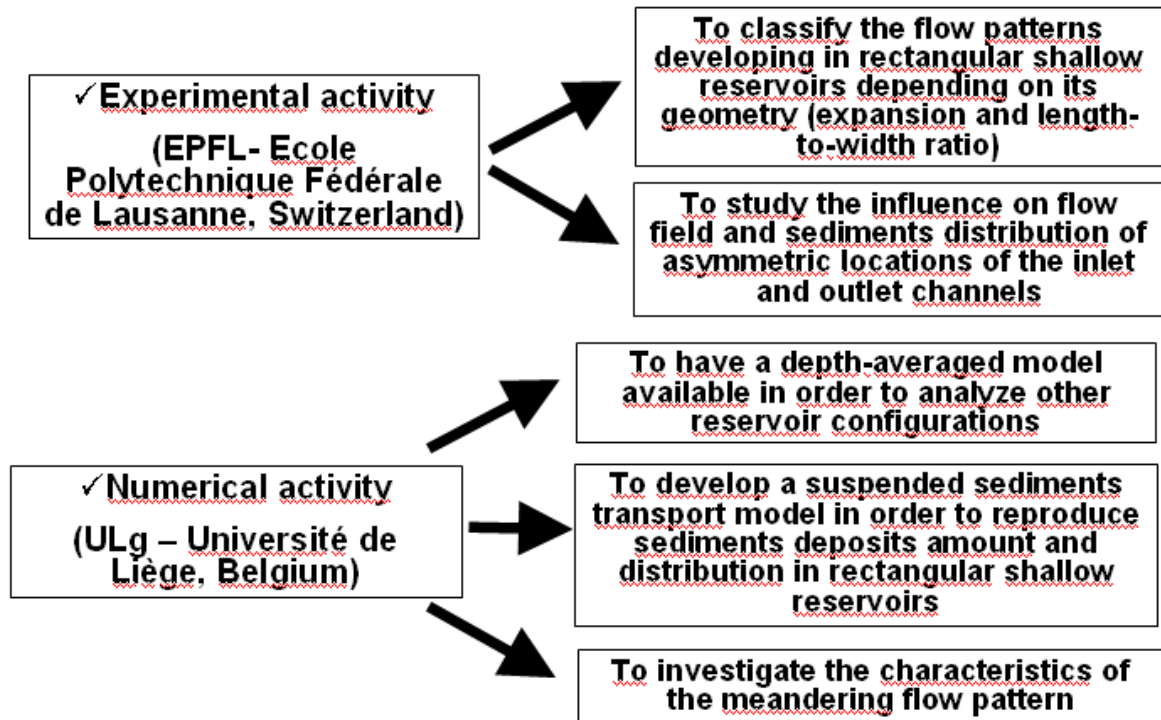 ✓Experimental activity
(EPFL- Ecole
Polytechnique Fédérale
de Lausanne, Switzerland)
To classify the flow patterns
developing in rectangular shallow
reservoirs depending on its
geometry (expansion and length-
to-width ratio)
To study the influence on flow
field and sediments distribution of
asymmetric locations of the inlet
and outlet channels
✓Numerical activity
(ULg – Université de
Liège, Belgium)
To have a depth-averaged model
available in order to analyze other
reservoir configurations
To develop a suspended sediments
transport model in order to reproduce
sediments deposits amount and
distribution in rectangular shallow
reservoirs
To investigate the characteristics of
the meandering flow pattern